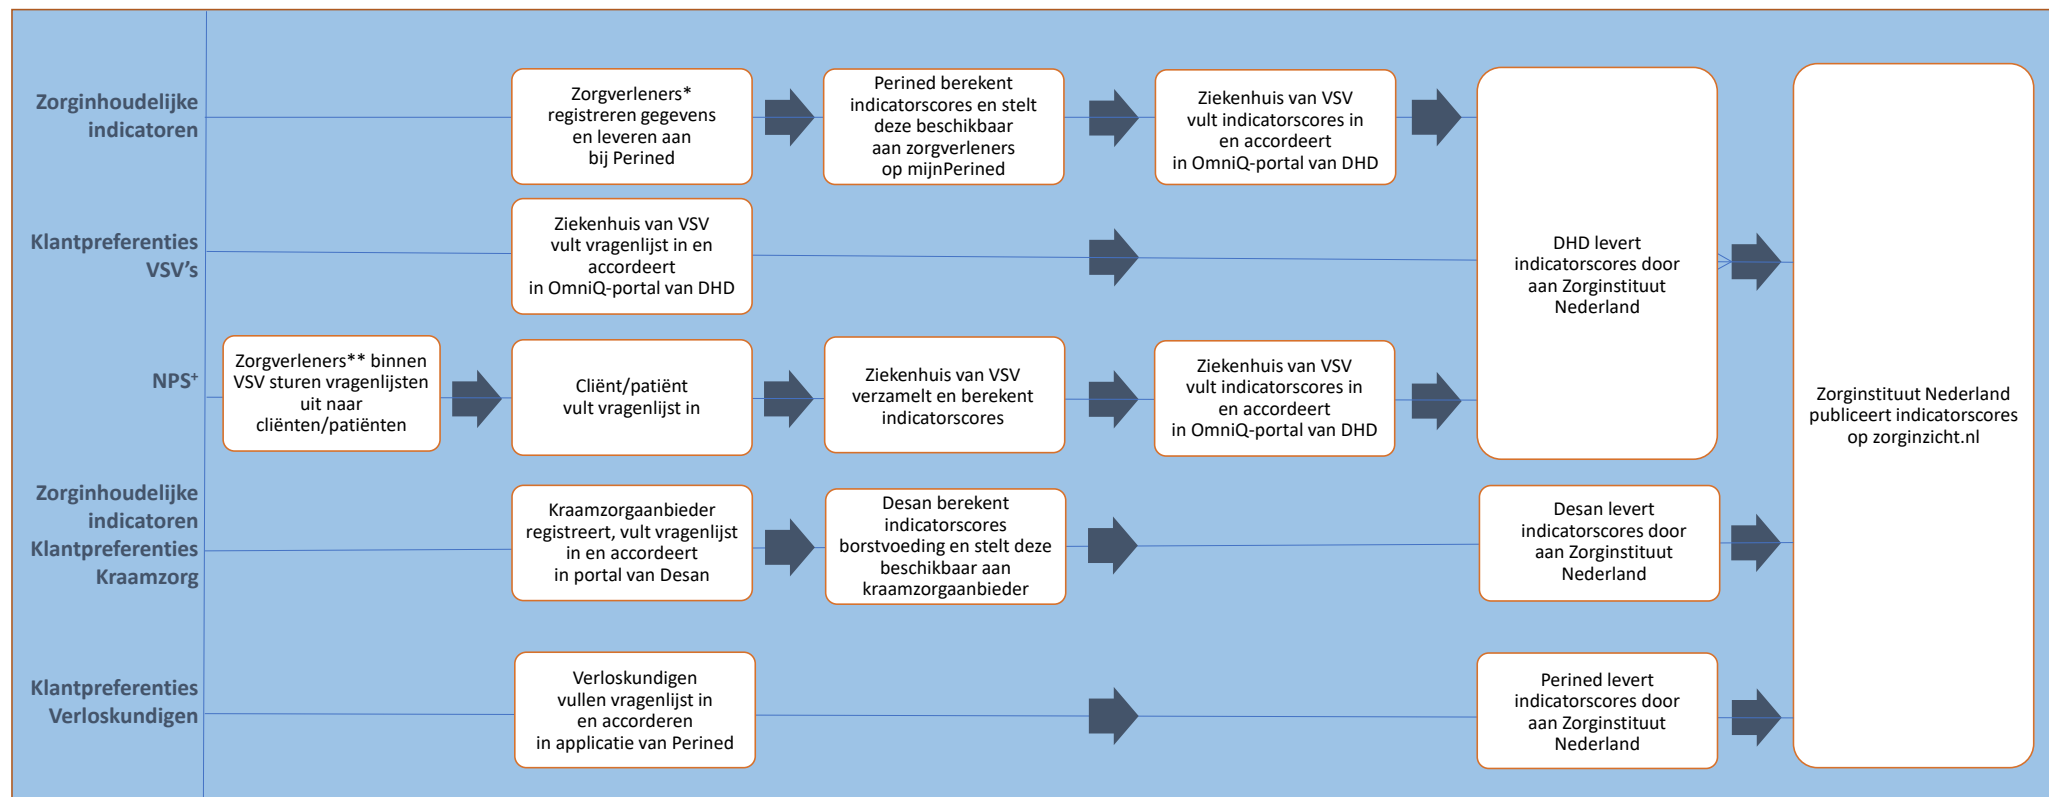 Zorginhoudelijke
indicatoren
Zorgverleners*
registreren gegevens
en leveren aan
bij Perined
Perined berekent
indicatorscores en stelt
deze beschikbaar
aan zorgverleners
op mijnPerined
Ziekenhuis van VSV
vult indicatorscores in
en accordeert
in OmniQ-portal van DHD
Klantpreferenties
VSV’s
Ziekenhuis van VSV
vult vragenlijst in en
accordeert
in OmniQ-portal van DHD
DHD levert
indicatorscores door
aan Zorginstituut
Nederland
NPS⁺
Zorgverleners** binnen
VSV sturen vragenlijsten
uit naar
cliënten/patiënten
Cliënt/patiënt
vult vragenlijst in
Ziekenhuis van VSV
verzamelt en berekent
indicatorscores
Ziekenhuis van VSV
vult indicatorscores in
en accordeert
in OmniQ-portal van DHD
Zorginstituut Nederland
publiceert indicatorscores
op zorginzicht.nl
Zorginhoudelijke
indicatoren
Klantpreferenties
Kraamzorg
Kraamzorgaanbieder
registreert, vult vragenlijst
in en accordeert
in portal van Desan
Desan berekent
indicatorscores
borstvoeding en stelt deze
beschikbaar aan
kraamzorgaanbieder
Desan levert
indicatorscores door
aan Zorginstituut
Nederland
Klantpreferenties
Verloskundigen
Verloskundigen
vullen vragenlijst in
en accorderen
in applicatie van Perined
Perined levert
indicatorscores door
aan Zorginstituut
Nederland